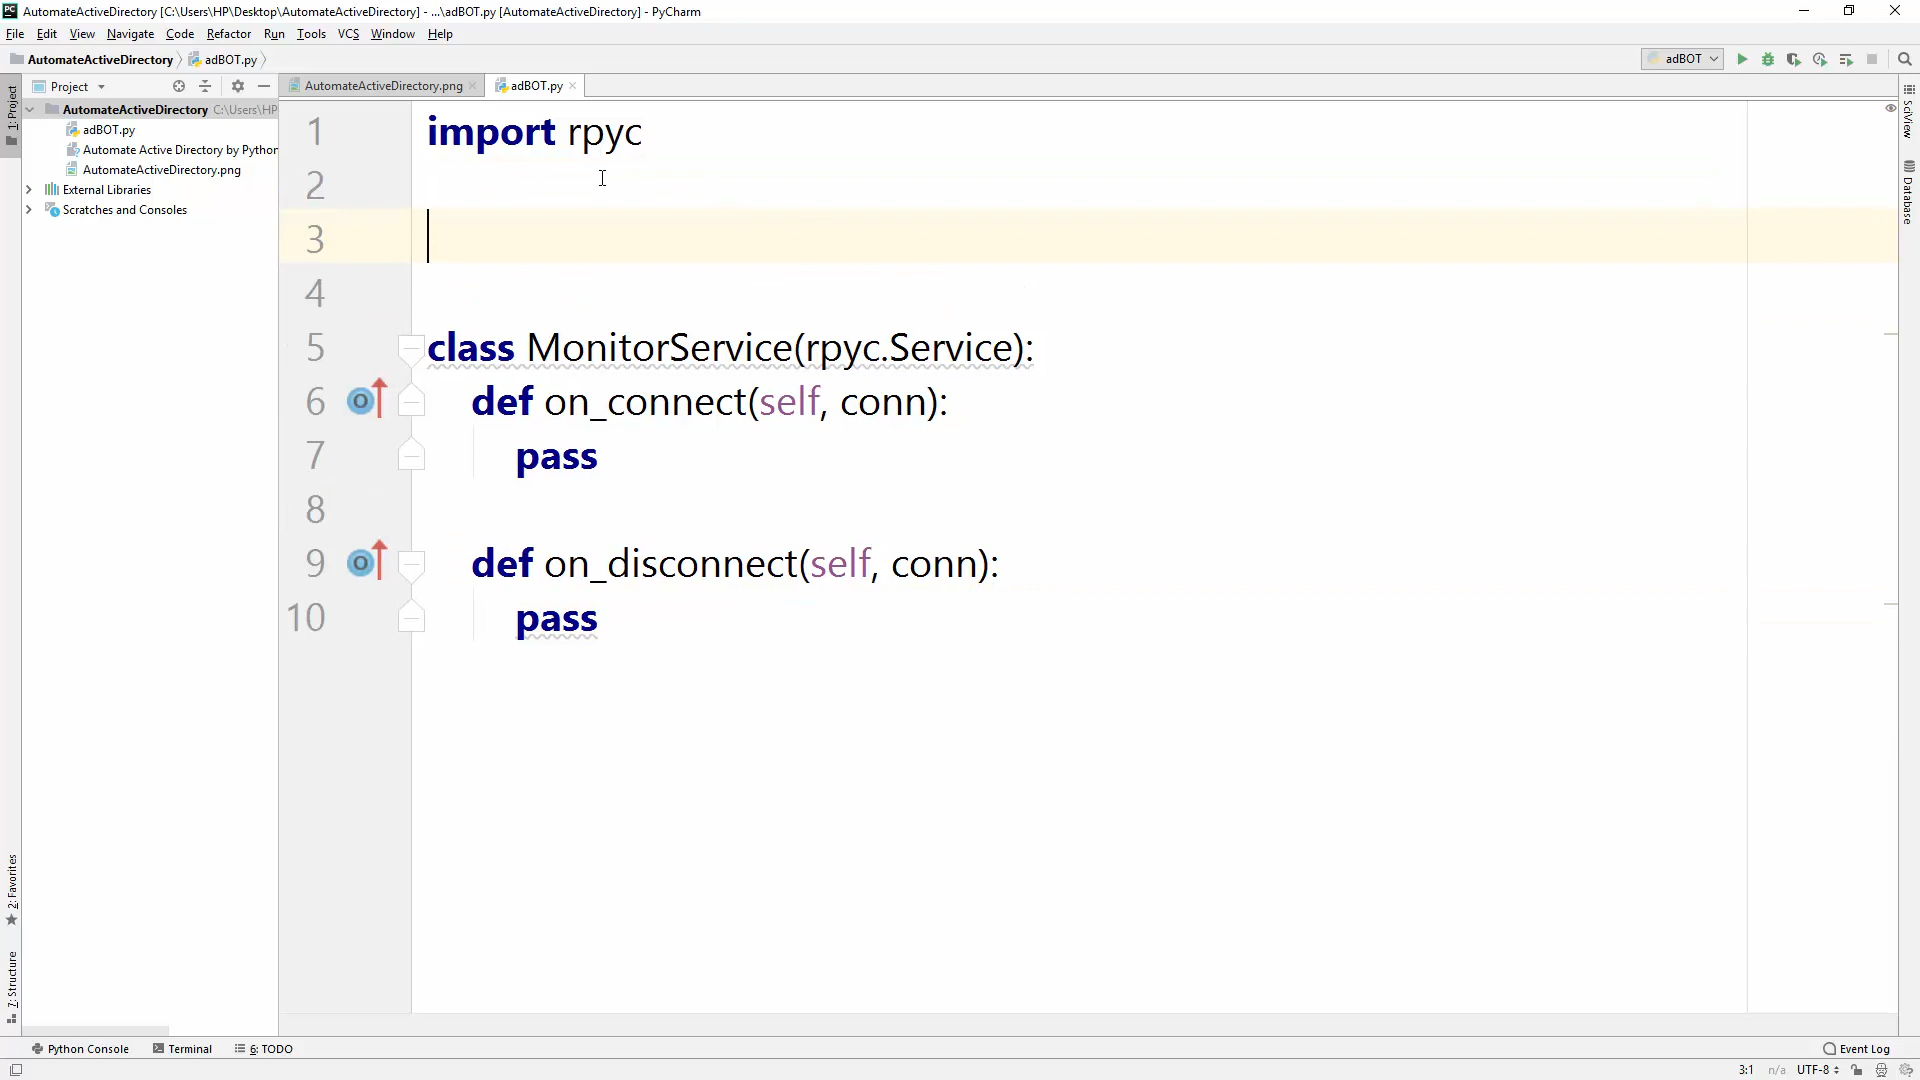 AutomateActiveDirectory [C:\Users\HP\Desktop\AutomateActiveDirectory] - ...\adBOT.py [AutomateActiveDirectory] - PyCharm
File Edit View Navigate Code Refactor Run Tools VCS Window Help
AutomateActiveDirectory adBOT.py adBOT
Project AutomateActiveDirectory.png adBOT.py
AutomateActiveDirectory C:\Users\HP
adBOT.py
Automate Active Directory by Python
AutomateActiveDirectory.png
External Libraries
Scratches and Consoles
1: Project
2: Favorites
7: Structure
1 import rpyc
2
3
4
5 class MonitorService(rpyc.Service):
6 def on_connect(self, conn):
7 pass
8
9 def on_disconnect(self, conn):
10 pass
SciView
Database
Python Console Terminal 6: TODO Event Log
3:1 n/a UTF-8